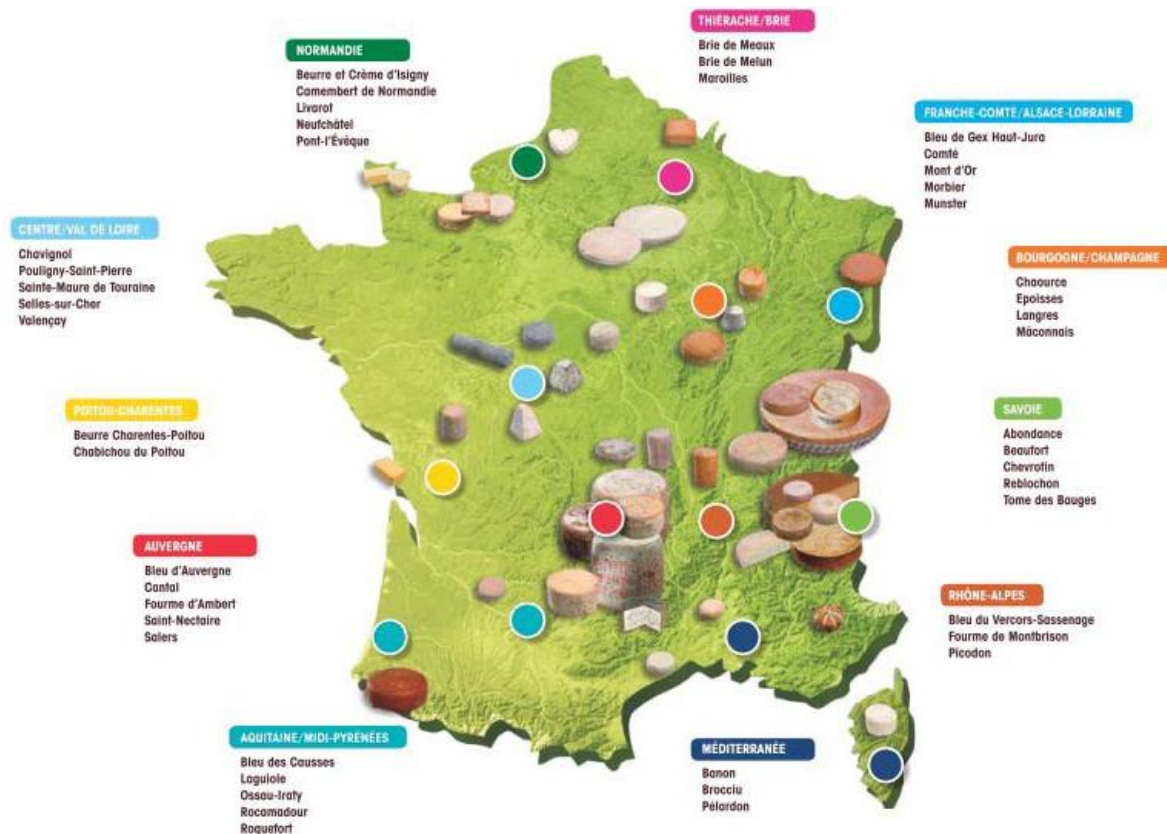 THIÉRACHE/BRIE
Brie de Meaux
Brie de Melun
Maroilles
NORMANDIE
Beurre et Crème d'Isigny
Camembert de Normandie
Livarot
Neufchâtel
Pont-l'Évêque
FRANCHE-COMTÉ/ALSACE-LORRAINE
Bleu de Gex Haut-Jura
Comté
Mont d'Or
Morbier
Munster
CENTRE/VAL DE LOIRE
Chavignol
Pouligny-Saint-Pierre
Sainte-Maure de Touraine
Selles-sur-Cher
Valençay
BOURGOGNE/CHAMPAGNE
Chaource
Epoisses
Langres
Mâconnais
POITOU-CHARENTES
Beurre Charentes-Poitou
Chabichou du Poitou
SAVOIE
Abondance
Beaufort
Chevrotin
Reblochon
Tome des Bauges
AUVERGNE
Bleu d'Auvergne
Cantal
Fourme d'Ambert
Saint-Nectaire
Salers
RHÔNE-ALPES
Bleu du Vercors-Sassenage
Fourme de Montbrison
Picodon
AQUITAINE/MIDI-PYRÉNÉES
Bleu des Causses
Laguiole
Ossau-Iraty
Rocamadour
Roquefort
MÉDITERRANÉE
Banon
Brocciu
Pélardon